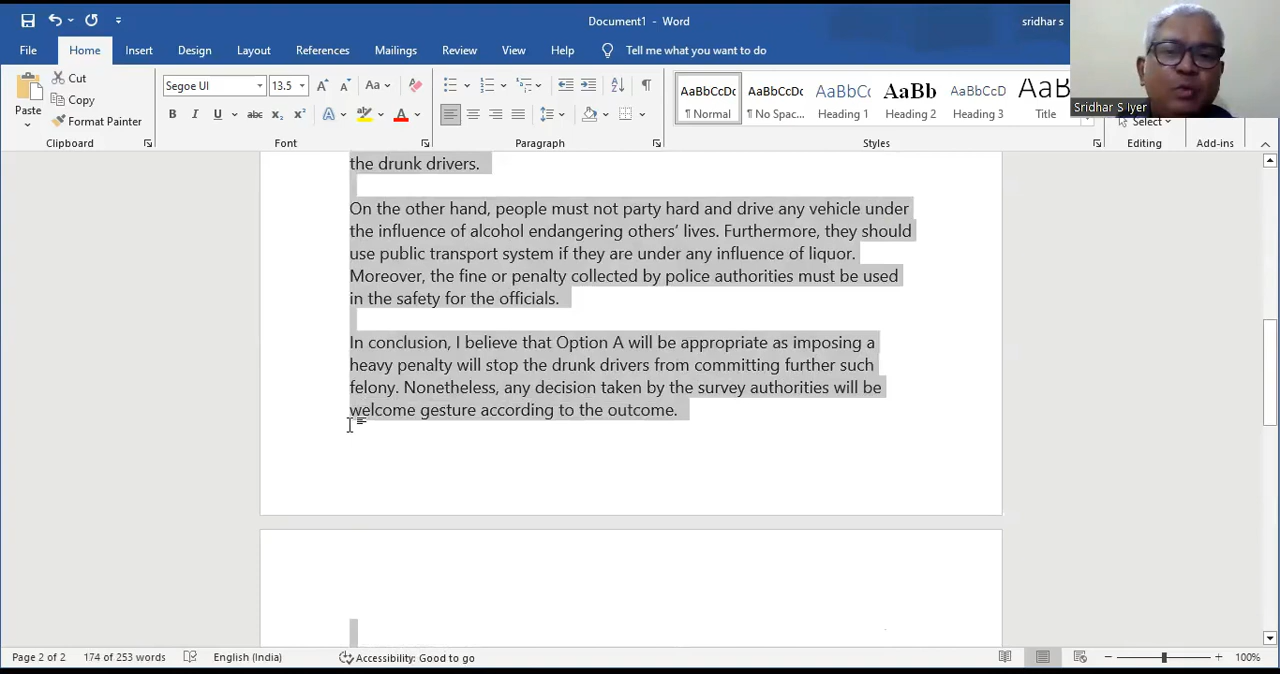 Document1 - Word
sridhar s
File Home Insert Design Layout References Mailings Review View Help Tell me what you want to do
Paste
Cut
Copy
Format Painter
Clipboard
Segoe UI 13.5
B I U abc x₂ x² A A
Font
Paragraph
AaBbCcDc AaBbCcDc AaBbCc AaBb AaBbCcD AaB
¶ Normal ¶ No Spac... Heading 1 Heading 2 Heading 3 Title
Styles
Sridhar S Iyer
Select
Editing
Add-ins
the drunk drivers.
On the other hand, people must not party hard and drive any vehicle under
the influence of alcohol endangering others’ lives. Furthermore, they should
use public transport system if they are under any influence of liquor.
Moreover, the fine or penalty collected by police authorities must be used
in the safety for the officials.
In conclusion, I believe that Option A will be appropriate as imposing a
heavy penalty will stop the drunk drivers from committing further such
felony. Nonetheless, any decision taken by the survey authorities will be
welcome gesture according to the outcome.
Page 2 of 2 174 of 253 words English (India) Accessibility: Good to go 100%